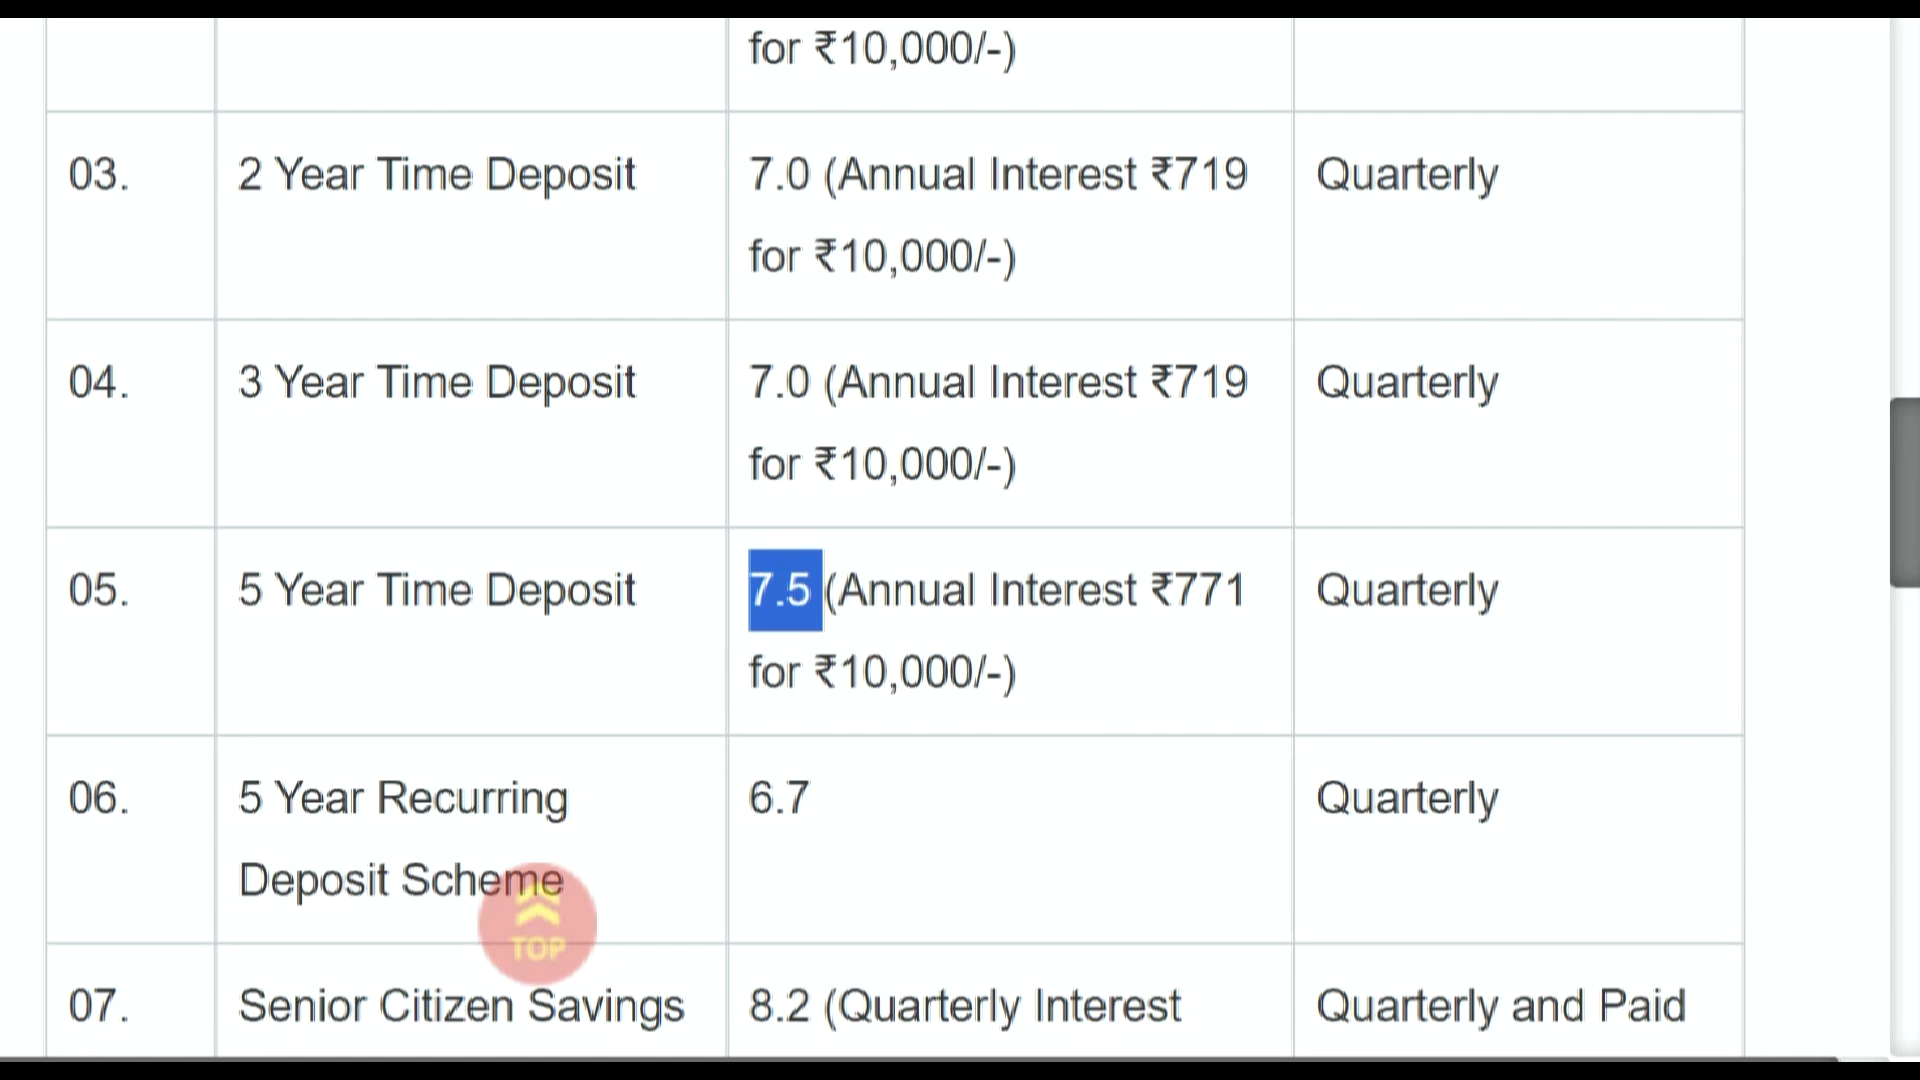 for ₹10,000/-)
03. 2 Year Time Deposit 7.0 (Annual Interest ₹719 Quarterly
for ₹10,000/-)
04. 3 Year Time Deposit 7.0 (Annual Interest ₹719 Quarterly
for ₹10,000/-)
05. 5 Year Time Deposit 7.5 (Annual Interest ₹771 Quarterly
for ₹10,000/-)
06. 5 Year Recurring 6.7 Quarterly
Deposit Scheme
TOP
07. Senior Citizen Savings 8.2 (Quarterly Interest Quarterly and Paid